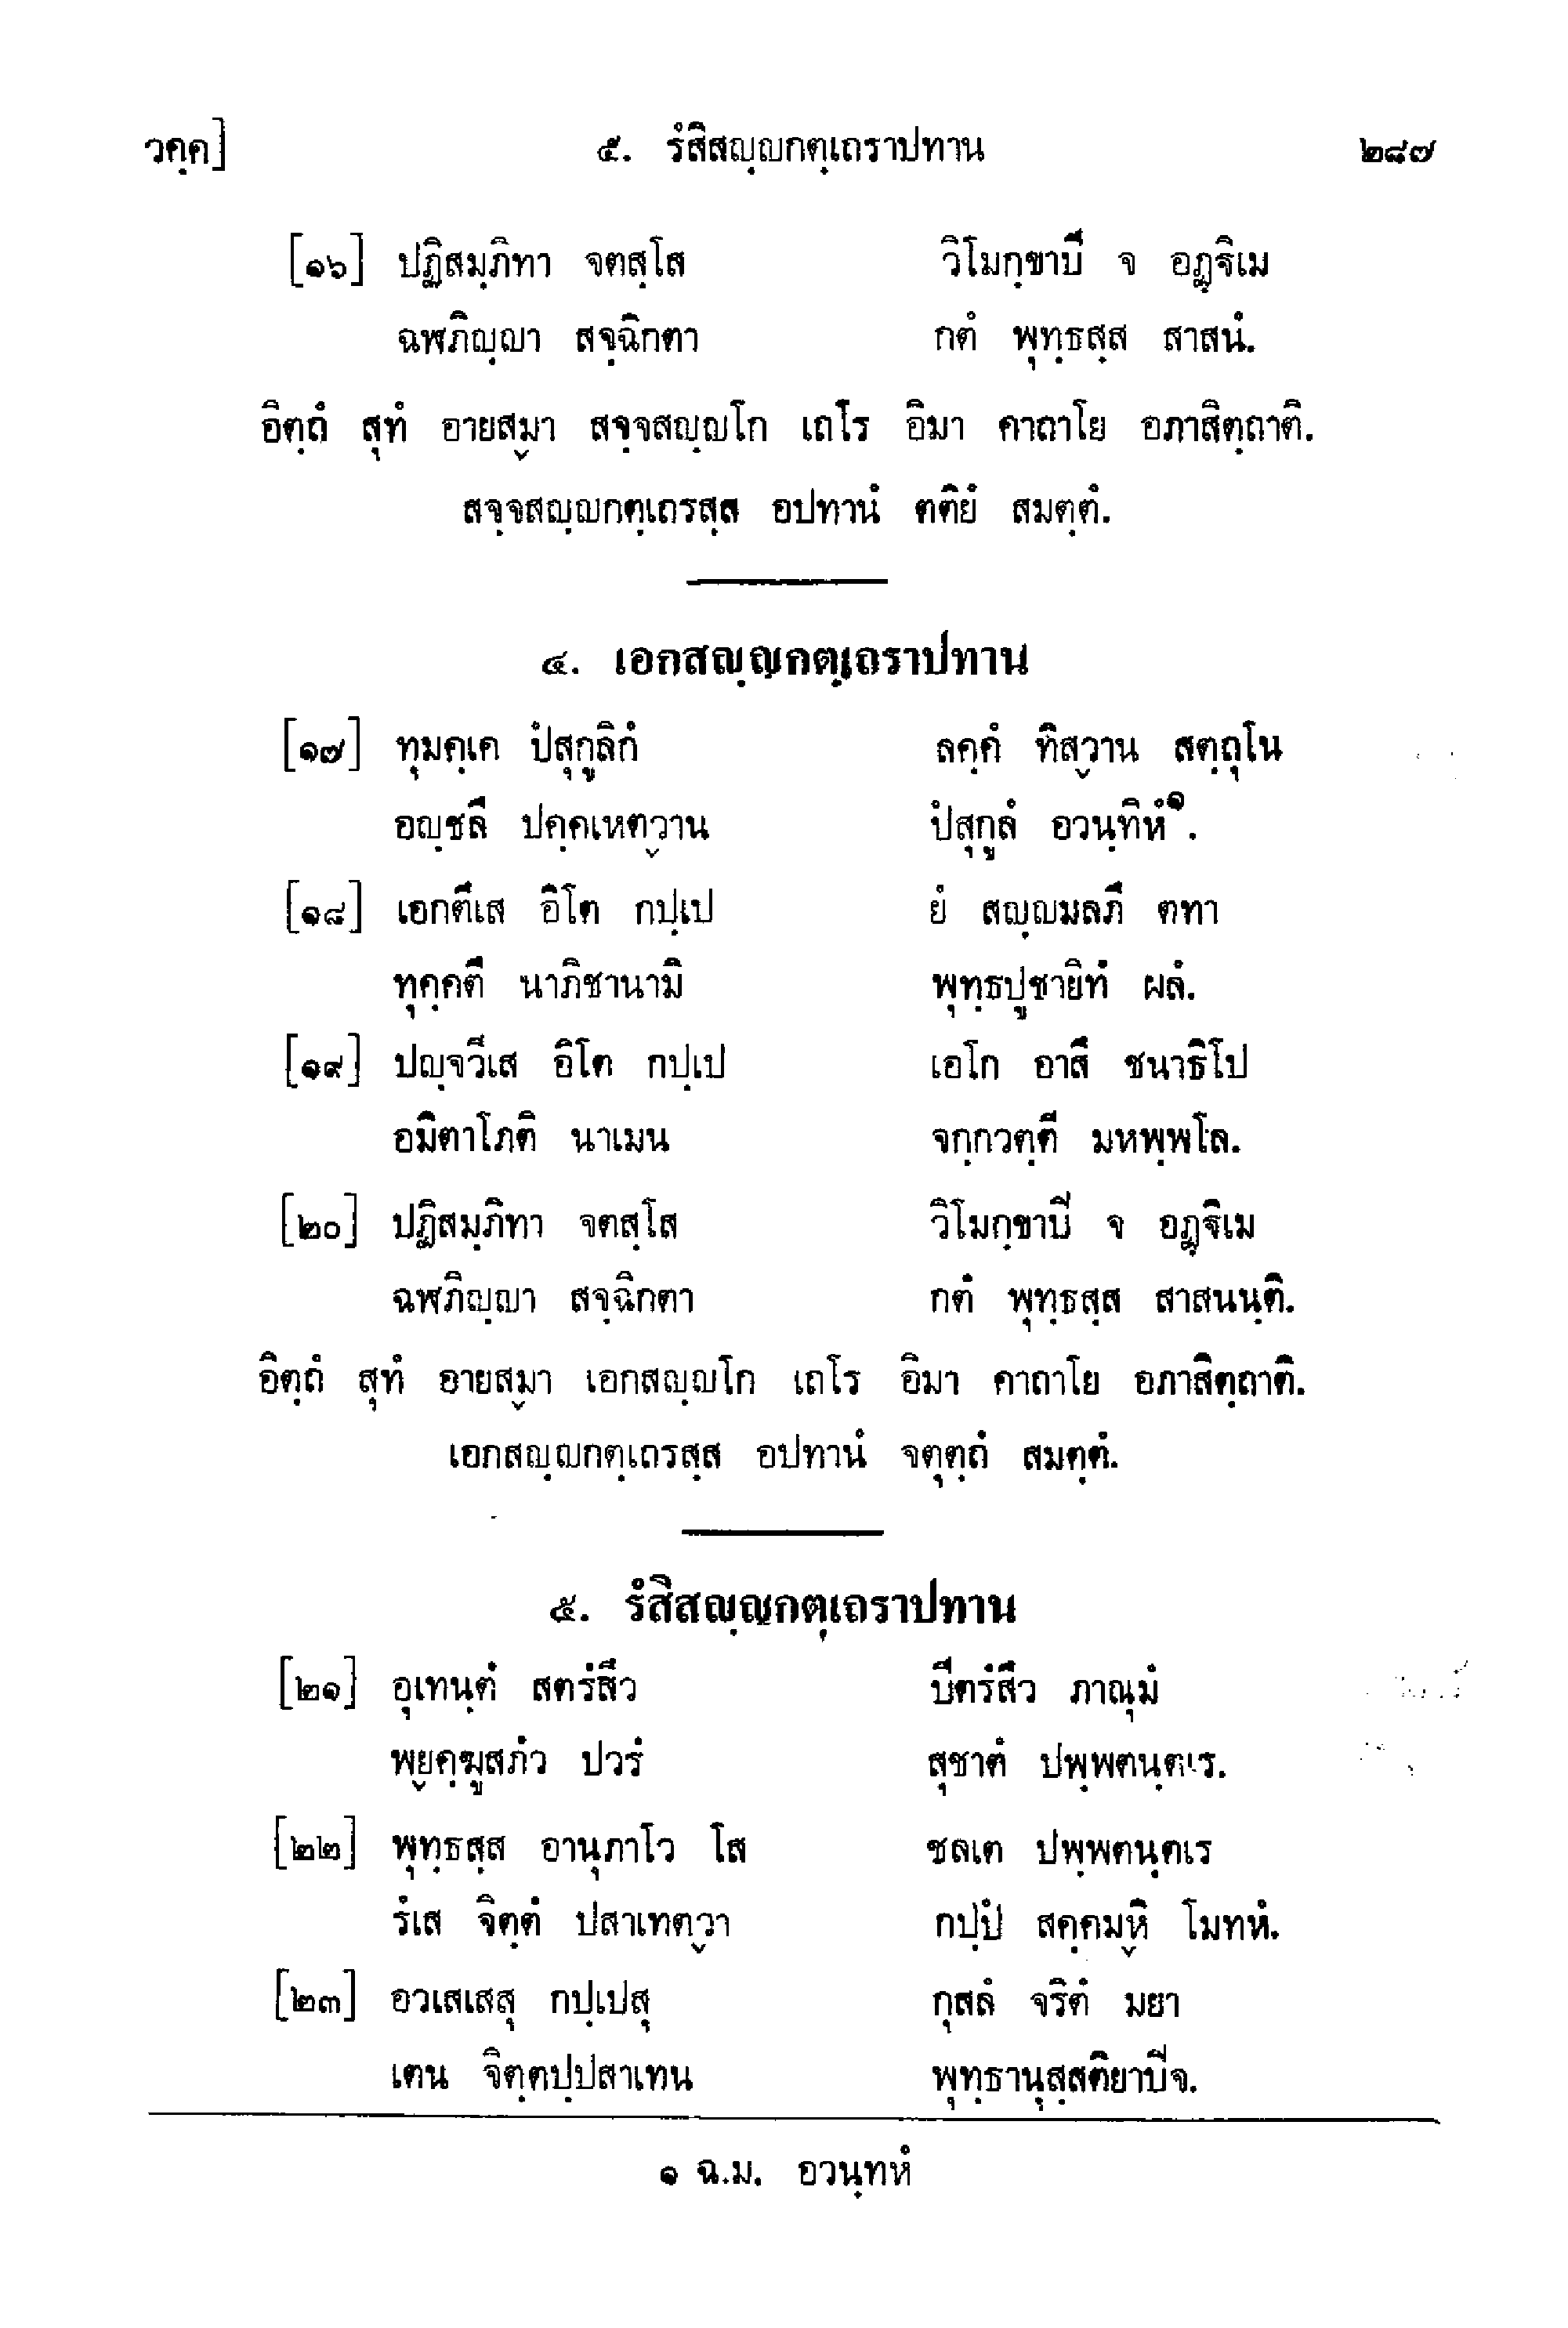 วคฺค] ๕. รํสิสญฺญกตฺเถราปทาน ๒๘๗
[๑๖] ปฏิสมฺภิทา จตสฺโส วิโมกฺขาปิ จ อฏฺฐิเม
ฉฬภิญฺญา สจฺฉิกตา กตํ พุทฺธสฺส สาสนํ.
อิตฺถํ สุทํ อายสฺมา สจฺจสญฺญโก เถโร อิมา คาถาโย อภาสิตฺถาติ.
สจฺจสญฺญกตฺเถรสฺส อปทานํ ตติยํ สมตฺตํ.
๔. เอกสญฺญกตฺเถราปทาน
[๑๗] ทุมคฺเค ปํสุกูลิกํ ลคฺคํ ทิสฺวาน สตฺถุโน
อญฺชลึ ปคฺคเหตฺวาน ปํสุกูลํ อวนฺทิหํ๑.
[๑๘] เอกตึเส อิโต กปฺเป ยํ สญฺญมลภึ ตทา
ทุคฺคตึ นาภิชานามิ พุทฺธปูชายิทํ ผลํ.
[๑๙] ปญฺจวีเส อิโต กปฺเป เอโก อาสึ ชนาธิโป
อมิตาโภติ นาเมน จกฺกวตฺตี มหพฺพโล.
[๒๐] ปฏิสมฺภิทา จตสฺโส วิโมกฺขาปิ จ อฏฺฐิเม
ฉฬภิญฺญา สจฺฉิกตา กตํ พุทฺธสฺส สาสนนฺติ.
อิตฺถํ สุทํ อายสฺมา เอกสญฺญโก เถโร อิมา คาถาโย อภาสิตฺถาติ.
เอกสญฺญกตฺเถรสฺส อปทานํ จตุตฺถํ สมตฺตํ.
๕. รํสิสญฺญกตฺเถราปทาน
[๒๑] อุเทนฺตํ สตรํสึว ปีตรํสึว ภาณุมํ
พฺยคฺฆูสภํว ปวรํ สุชาตํ ปพฺพตนฺตเร.
[๒๒] พุทฺธสฺส อานุภาโว โส ชลเต ปพฺพตนฺตเร
รํเส จิตฺตํ ปสาเทตฺวา กปฺปํ สคฺคมฺหิ โมทหํ.
[๒๓] อวเสเสสุ กปฺเปสุ กุสลํ จริตํ มยา
เตน จิตฺตปฺปสาเทน พุทฺธานุสฺสติยาปิจ.
๑ ฉ.ม. อวนฺทหํ